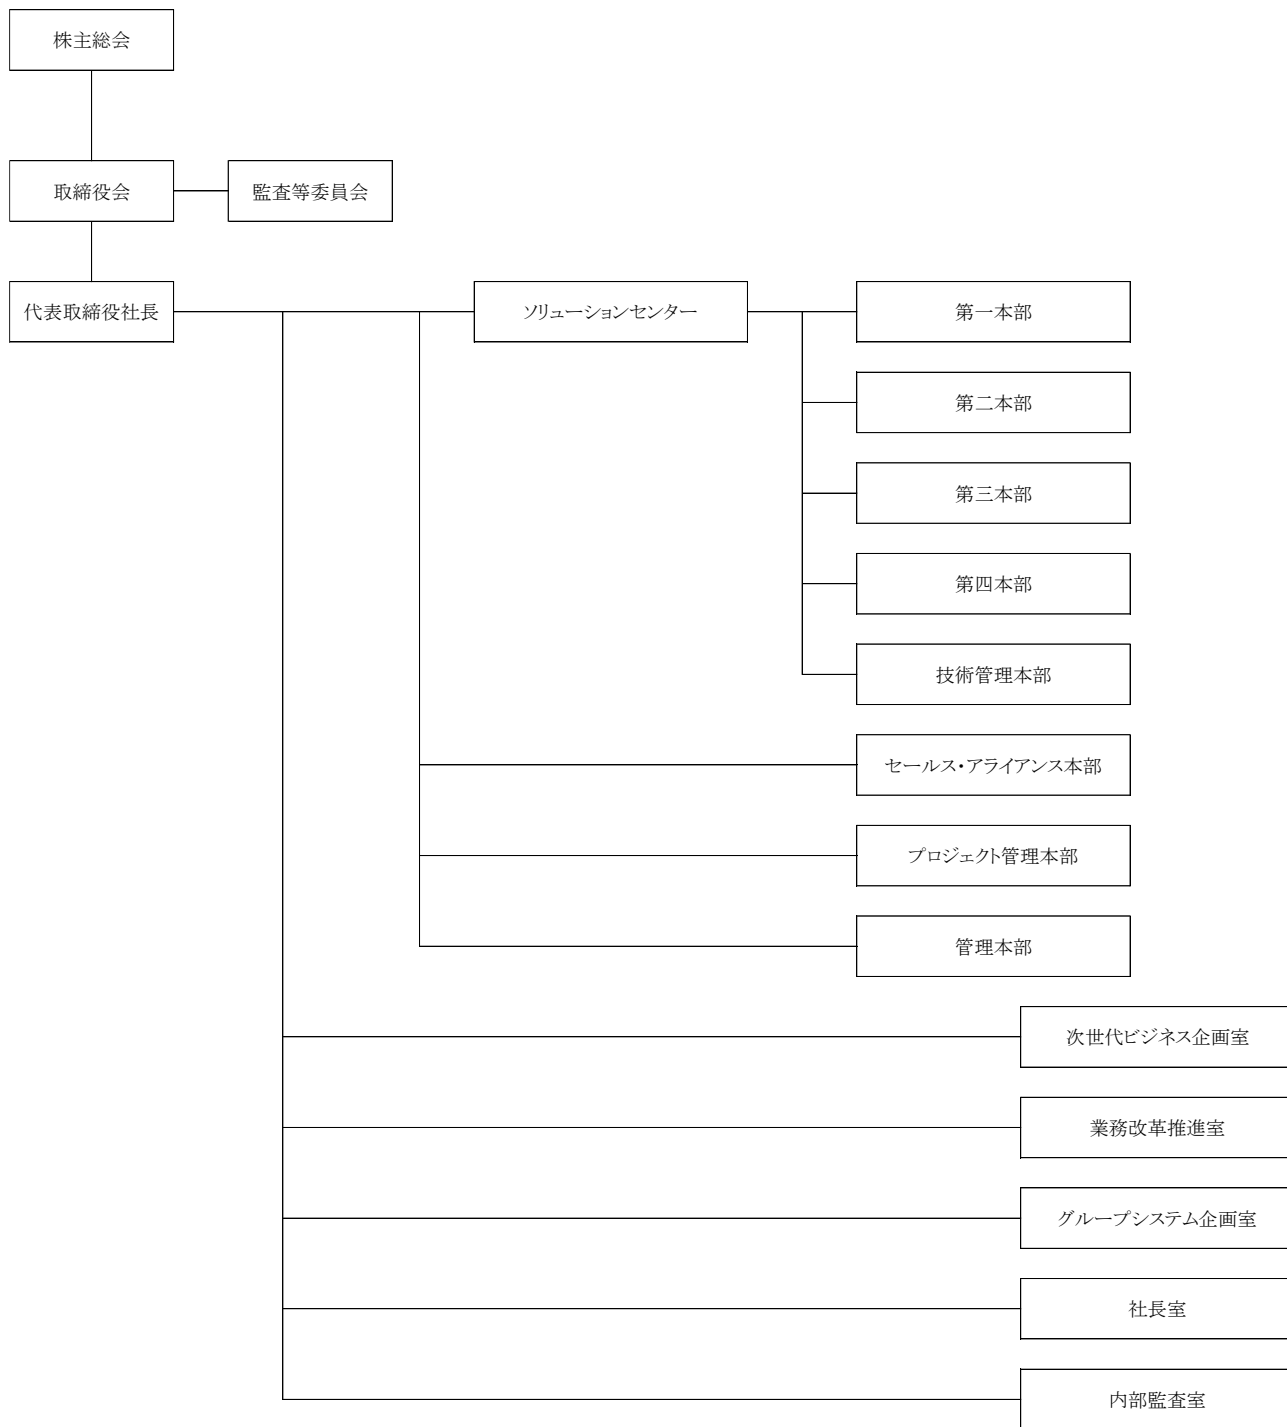 株主総会
取締役会
監査等委員会
代表取締役社長
ソリューションセンター
第一本部
第二本部
第三本部
第四本部
技術管理本部
セールス・アライアンス本部
プロジェクト管理本部
管理本部
次世代ビジネス企画室
業務改革推進室
グループシステム企画室
社長室
内部監査室